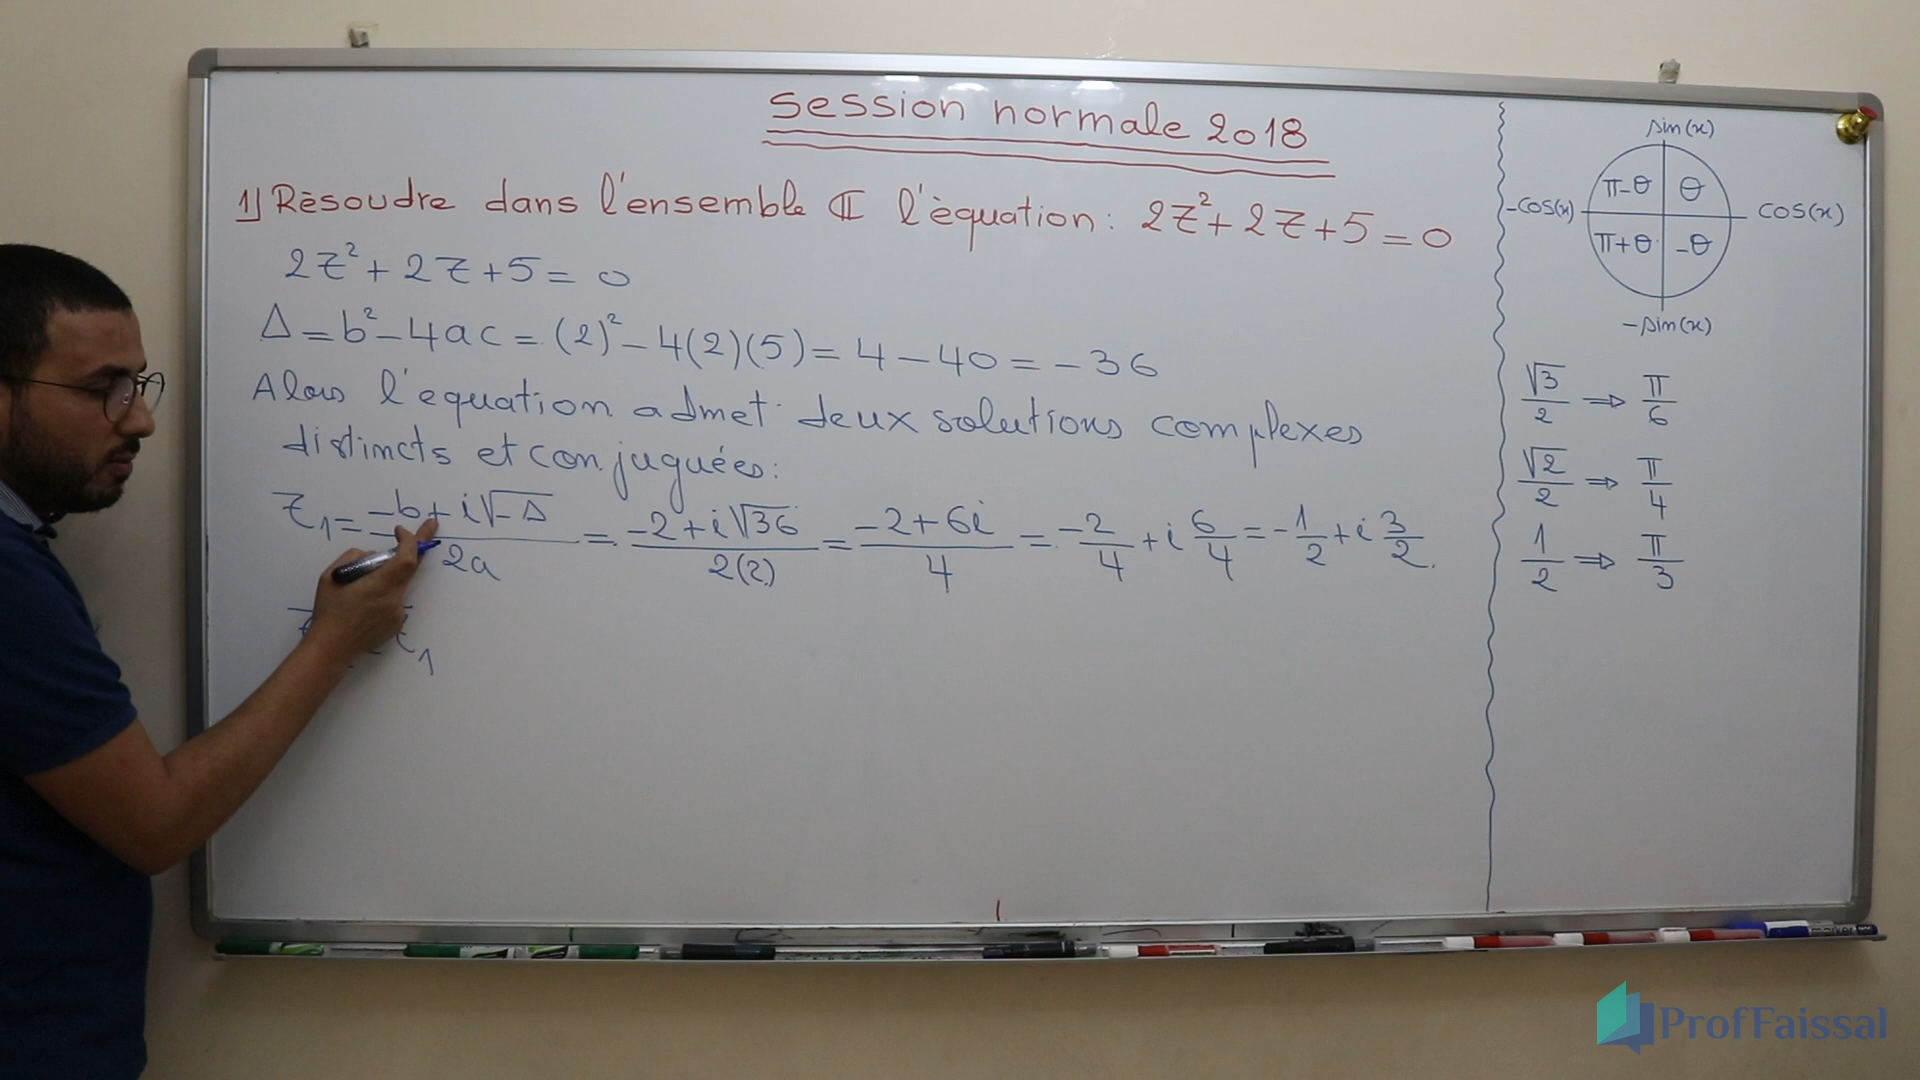 Session normale 2018
1) Résoudre dans l'ensemble ℂ l'équation: 2z² + 2z + 5 = 0
2z² + 2z + 5 = 0
Δ = b² - 4ac = (2)² - 4(2)(5) = 4 - 40 = -36
Alors l'equation admet deux solutions complexes
distincts et conjuguées:
z₁ = (-b + i√-Δ)/2a = (-2 + i√36)/2(2) = (-2 + 6i)/4 = -2/4 + i 6/4 = -1/2 + i 3/2.
sin(x)
π-θ θ
-cos(x) cos(x)
π+θ -θ
-sin(x)
√3/2 ⇒ π/6
√2/2 ⇒ π/4
1/2 ⇒ π/3
ProfFaissal